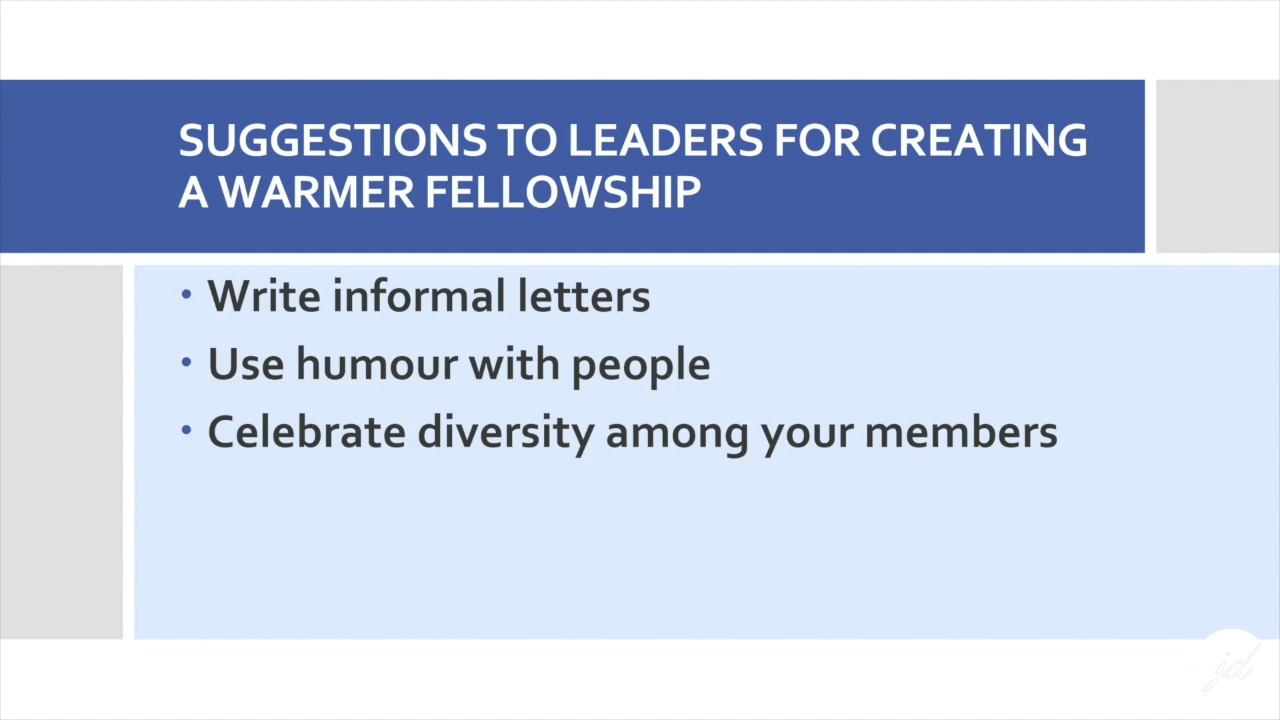 SUGGESTIONS TO LEADERS FOR CREATING
A WARMER FELLOWSHIP
• Write informal letters
• Use humour with people
• Celebrate diversity among your members
jd